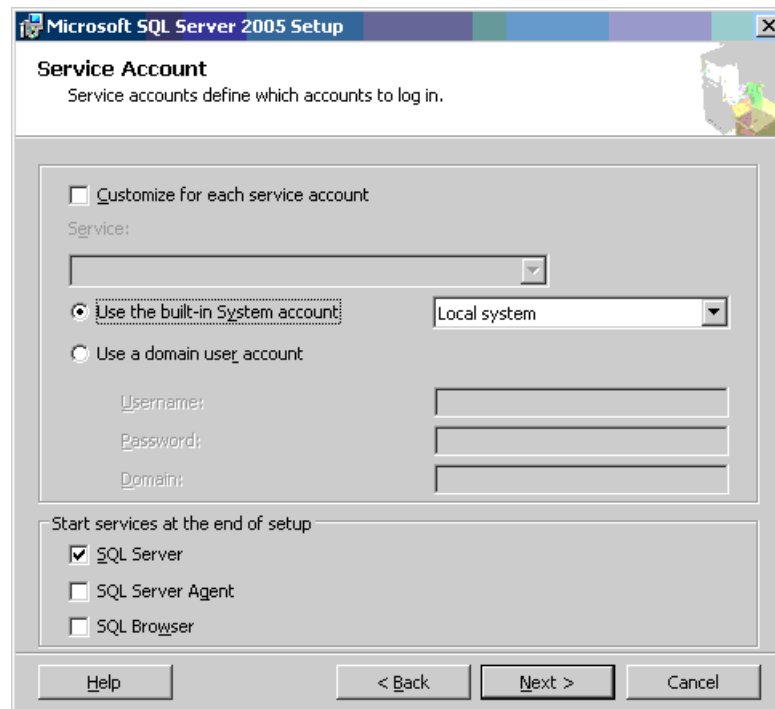 Microsoft SQL Server 2005 Setup
Service Account
Service accounts define which accounts to log in.
Customize for each service account
Service:
Use the built-in System account
Local system
Use a domain user account
Username:
Password:
Domain:
Start services at the end of setup
SQL Server
SQL Server Agent
SQL Browser
Help
< Back
Next >
Cancel